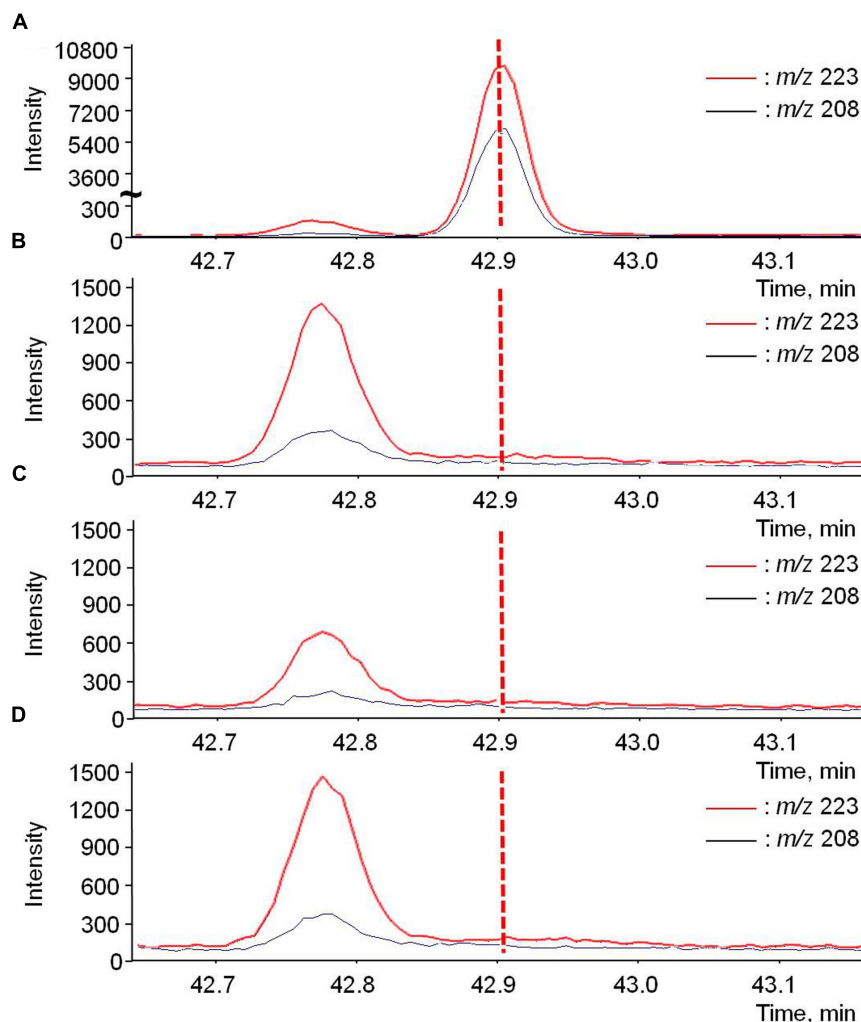 A
10800
9000
7200
5400
3600
300
0
Intensity
: m/z 223
: m/z 208
42.7 42.8 42.9 43.0 43.1
Time, min
B
1500
1200
900
600
300
0
Intensity
: m/z 223
: m/z 208
42.7 42.8 42.9 43.0 43.1
Time, min
C
1500
1200
900
600
300
0
Intensity
: m/z 223
: m/z 208
42.7 42.8 42.9 43.0 43.1
Time, min
D
1500
1200
900
600
300
0
Intensity
: m/z 223
: m/z 208
42.7 42.8 42.9 43.0 43.1
Time, min